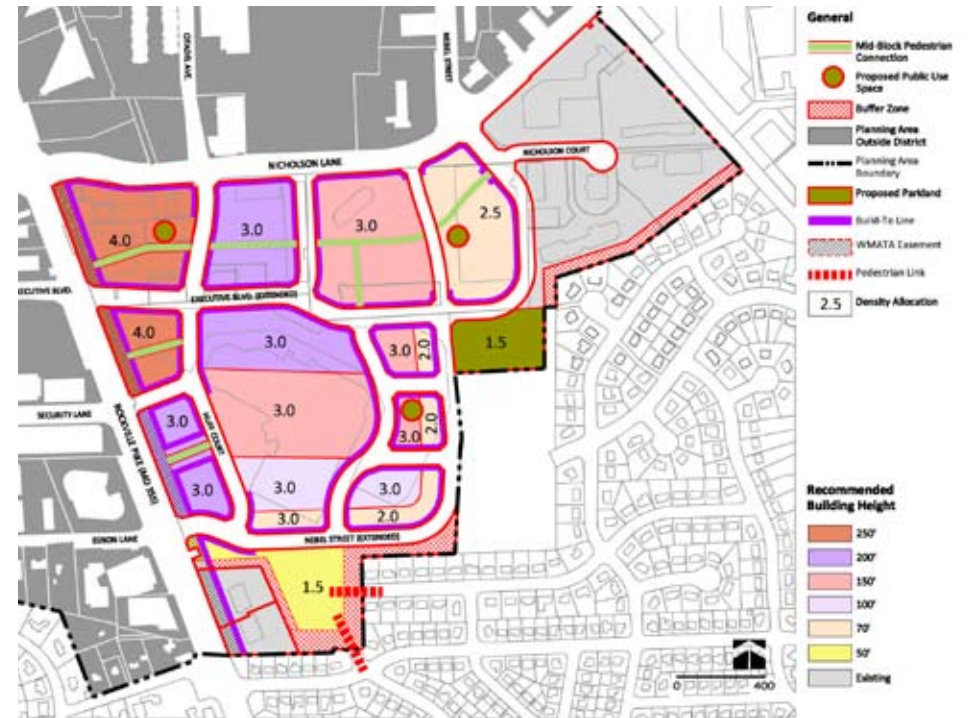 General
Mid-Block Pedestrian
Connection
Proposed Public Use
Space
Buffer Zone
Planning Area
Outside District
Planning Area
Boundary
Proposed Parkland
Build-To Line
WMATA Easement
Pedestrian Link
2.5 Density Allocation
NEBEL STREET
NICHOLSON COURT
NICHOLSON LANE
4.0
3.0
3.0
2.5
EXECUTIVE BLVD.
EXECUTIVE BLVD. (EXTENDED)
4.0
3.0
3.0
2.0
1.5
SECURITY LANE
ROCKVILLE PIKE (MD 355)
HUFF COURT
3.0
3.0
3.0
2.0
3.0
3.0
3.0
3.0
2.0
EDSON LANE
NEBEL STREET (EXTENDED)
1.5
0 400
Recommended
Building Height
250'
200'
150'
100'
70'
50'
Existing